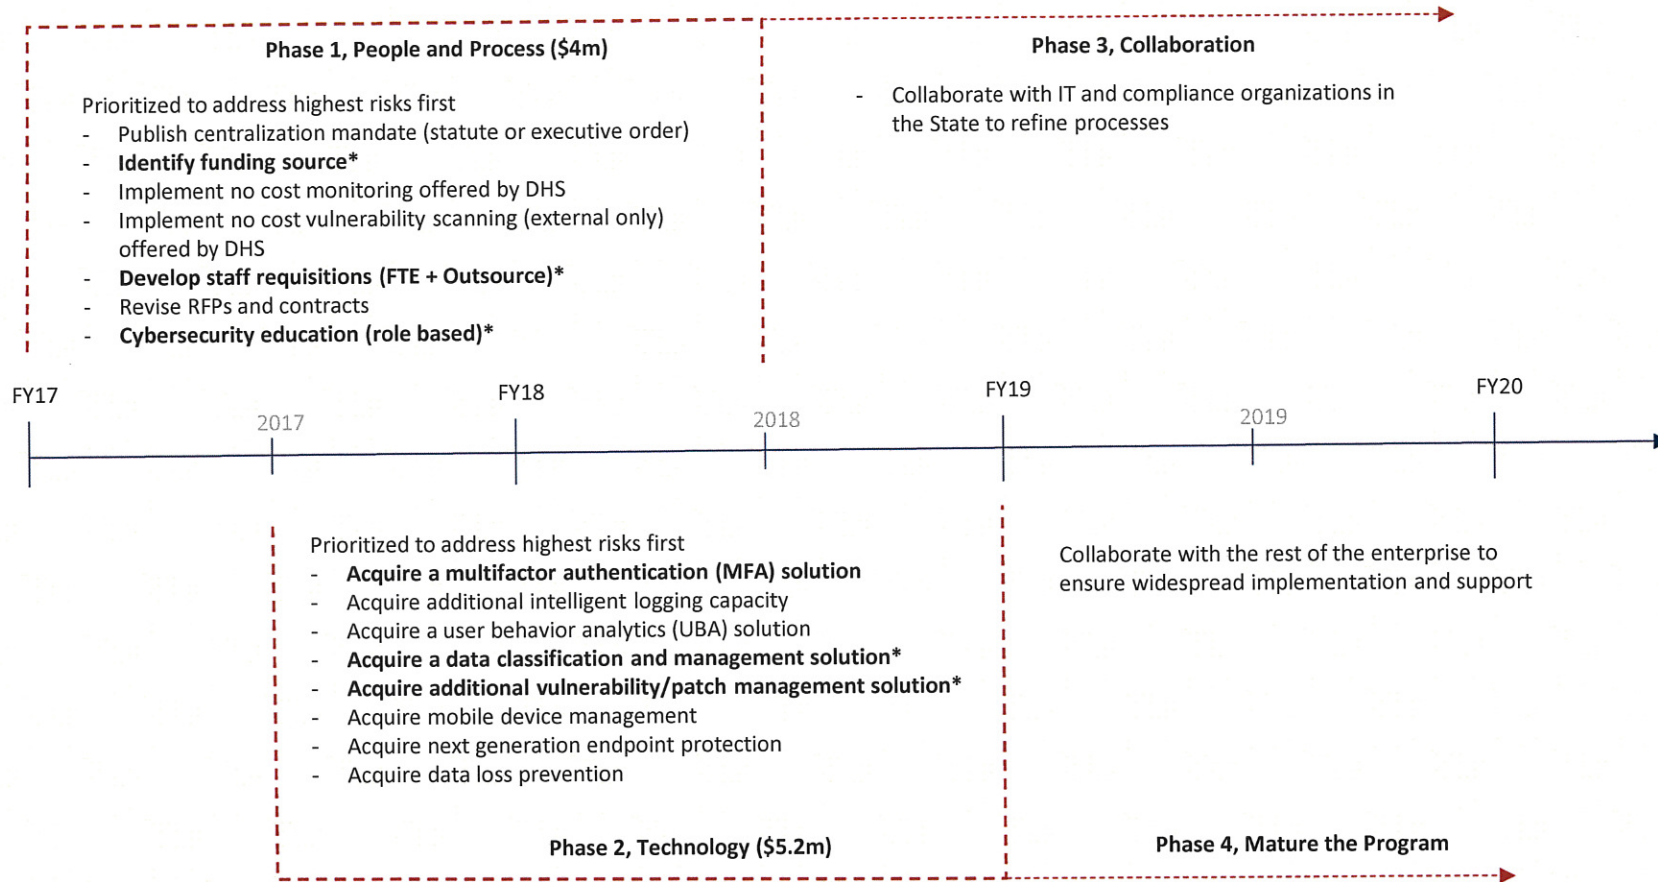 Phase 1, People and Process ($4m)
Prioritized to address highest risks first
- Publish centralization mandate (statute or executive order)
- Identify funding source*
- Implement no cost monitoring offered by DHS
- Implement no cost vulnerability scanning (external only)
offered by DHS
- Develop staff requisitions (FTE + Outsource)*
- Revise RFPs and contracts
- Cybersecurity education (role based)*
Phase 3, Collaboration
- Collaborate with IT and compliance organizations in
the State to refine processes
FY17
2017
FY18
2018
FY19
2019
FY20
Prioritized to address highest risks first
- Acquire a multifactor authentication (MFA) solution
- Acquire additional intelligent logging capacity
- Acquire a user behavior analytics (UBA) solution
- Acquire a data classification and management solution*
- Acquire additional vulnerability/patch management solution*
- Acquire mobile device management
- Acquire next generation endpoint protection
- Acquire data loss prevention
Phase 2, Technology ($5.2m)
Collaborate with the rest of the enterprise to
ensure widespread implementation and support
Phase 4, Mature the Program